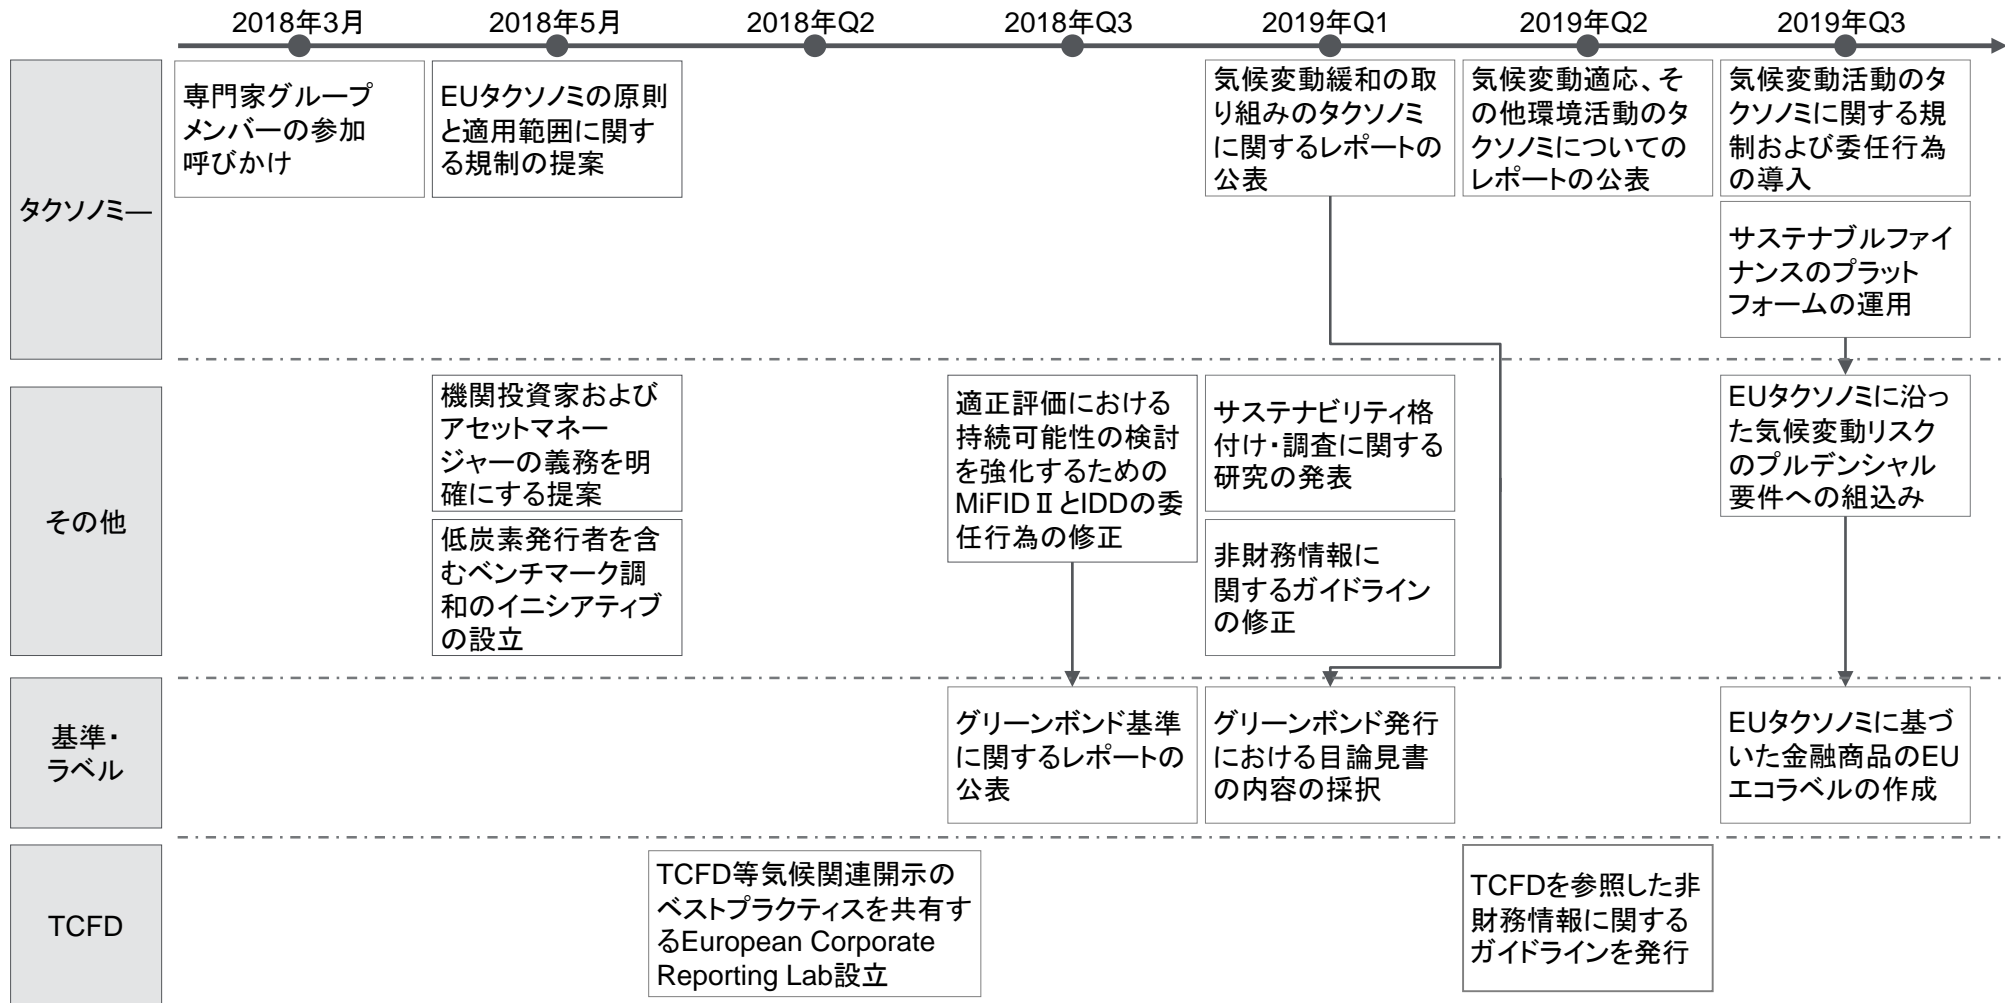 2018年3月
2018年5月
2018年Q2
2018年Q3
2019年Q1
2019年Q2
2019年Q3
タクソノミ―
専門家グループ
メンバーの参加
呼びかけ
EUタクソノミの原則
と適用範囲に関す
る規制の提案
気候変動緩和の取
り組みのタクソノミ
に関するレポートの
公表
気候変動適応、そ
の他環境活動のタ
クソノミについての
レポートの公表
気候変動活動のタ
クソノミに関する規
制および委任行為
の導入
サステナブルファイ
ナンスのプラット
フォームの運用
その他
機関投資家および
アセットマネー
ジャーの義務を明
確にする提案
低炭素発行者を含
むベンチマーク調
和のイニシアティブ
の設立
適正評価における
持続可能性の検討
を強化するための
MiFIDⅡとIDDの委
任行為の修正
サステナビリティ格
付け・調査に関する
研究の発表
非財務情報に
関するガイドライン
の修正
EUタクソノミに沿っ
た気候変動リスク
のプルデンシャル
要件への組込み
基準・
ラベル
グリーンボンド基準
に関するレポートの
公表
グリーンボンド発行
における目論見書
の内容の採択
EUタクソノミに基づ
いた金融商品のEU
エコラベルの作成
TCFD
TCFD等気候関連開示の
ベストプラクティスを共有す
るEuropean Corporate
Reporting Lab設立
TCFDを参照した非
財務情報に関する
ガイドラインを発行